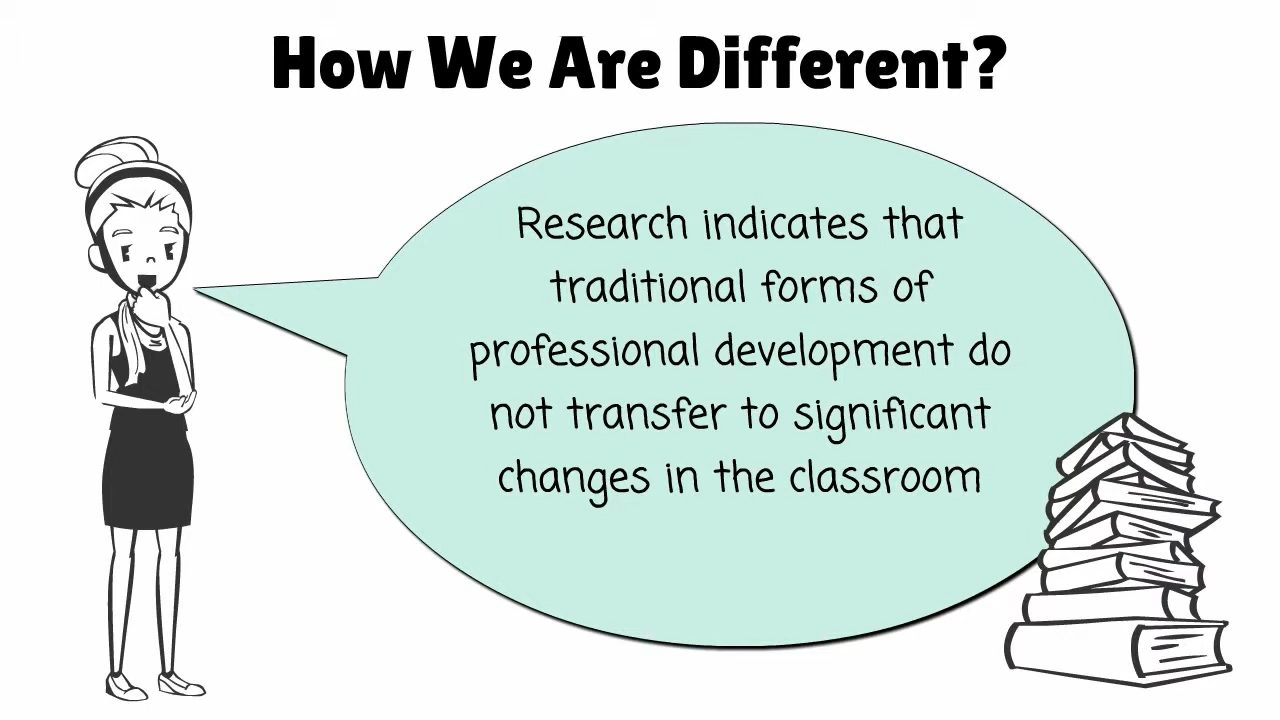 How We Are Different?
Research indicates that
traditional forms of
professional development do
not transfer to significant
changes in the classroom